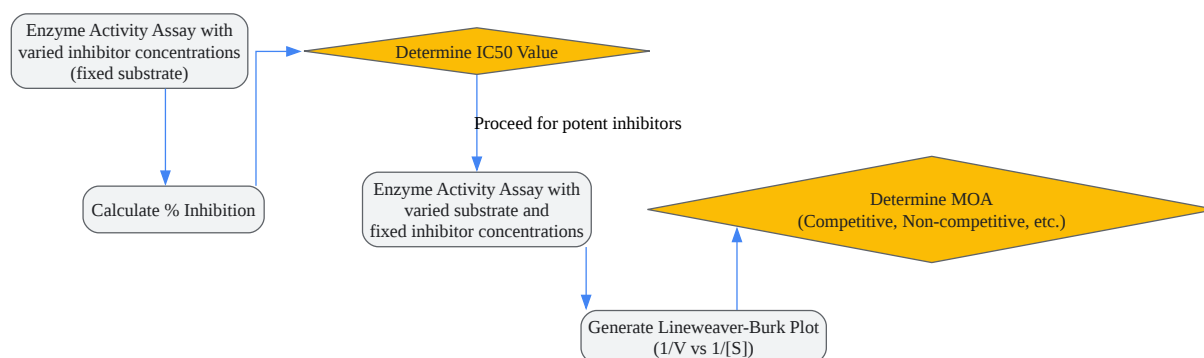 Enzyme Activity Assay with
varied inhibitor concentrations
(fixed substrate)
Determine IC50 Value
Proceed for potent inhibitors
Calculate % Inhibition
Enzyme Activity Assay with
varied substrate and
fixed inhibitor concentrations
Determine MOA
(Competitive, Non-competitive, etc.)
Generate Lineweaver-Burk Plot
(1/V vs 1/[S])